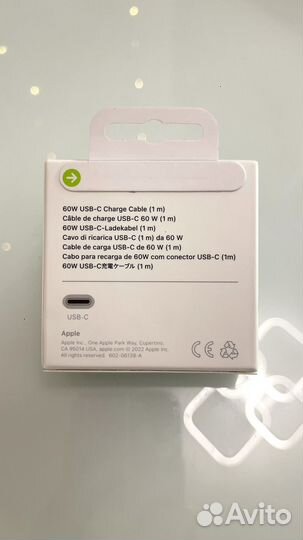 60W USB-C Charge Cable (1 m)
Câble de charge USB-C 60 W (1 m)
60W USB-C-Ladekabel (1 m)
Cavo di ricarica USB-C (1 m) da 60 W
Cable de carga USB-C de 60 W (1 m)
Cabo para recarga de 60W com conector USB-C (1m)
60W USB-C充電ケーブル (1 m)
USB-C
Apple
Apple Inc., One Apple Park Way, Cupertino,
CA 95014 USA. apple.com © 2022 Apple Inc.
All rights reserved. 602-06139-A
CE
Avito